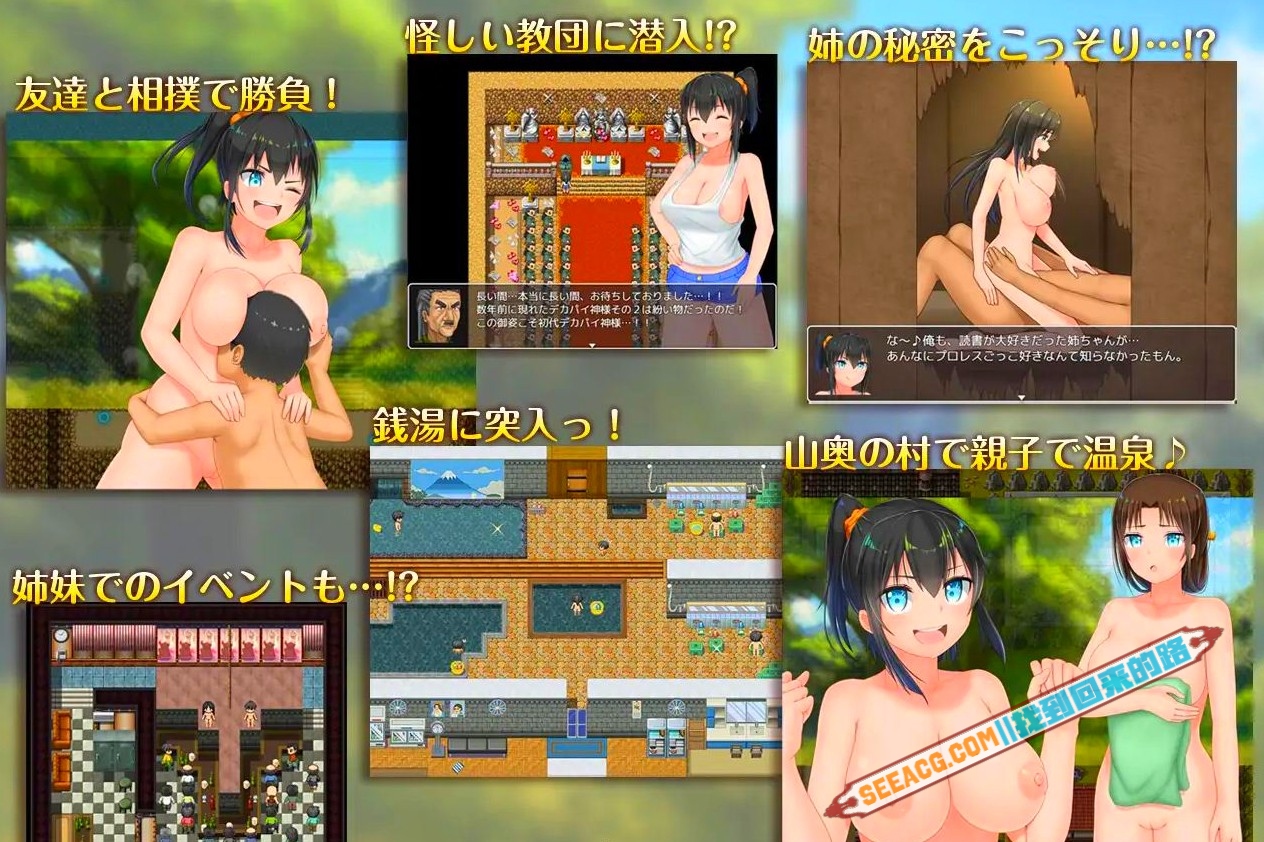 怪しい教団に潜入!?
姉の秘密をこっそり…!?
友達と相撲で勝負！
長い間…本当に長い間、お待ちしておりました…！！
数年前に現れたデカパイ神様その２は紛い物だったのだ！
この御姿こそ初代デカパイ神様…！！
な～♪俺も、読書が大好きだった姉ちゃんが…
あんなにプロレスごっこ好きなんて知らなかったもん。
銭湯に突入っ！
山奥の村で親子で温泉♪
姉妹でのイベントも…!?
SEEACG.COM||找到回来的路